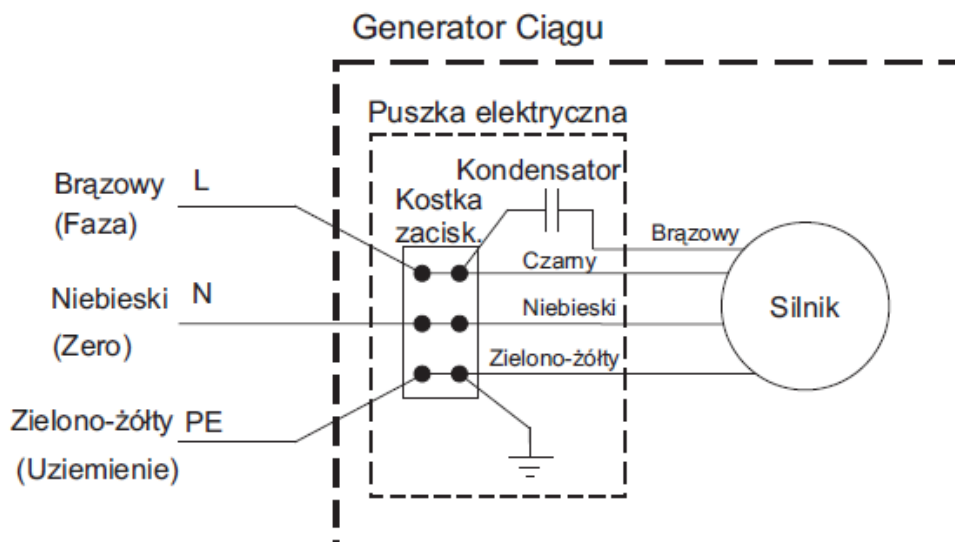 Generator Ciągu
Puszka elektryczna
Kondensator
Kostka
zacisk.
Brązowy L
(Faza)
Brązowy
Czarny
Niebieski N
(Zero)
Niebieski
Silnik
Zielono-żółty
Zielono-żółty PE
(Uziemienie)